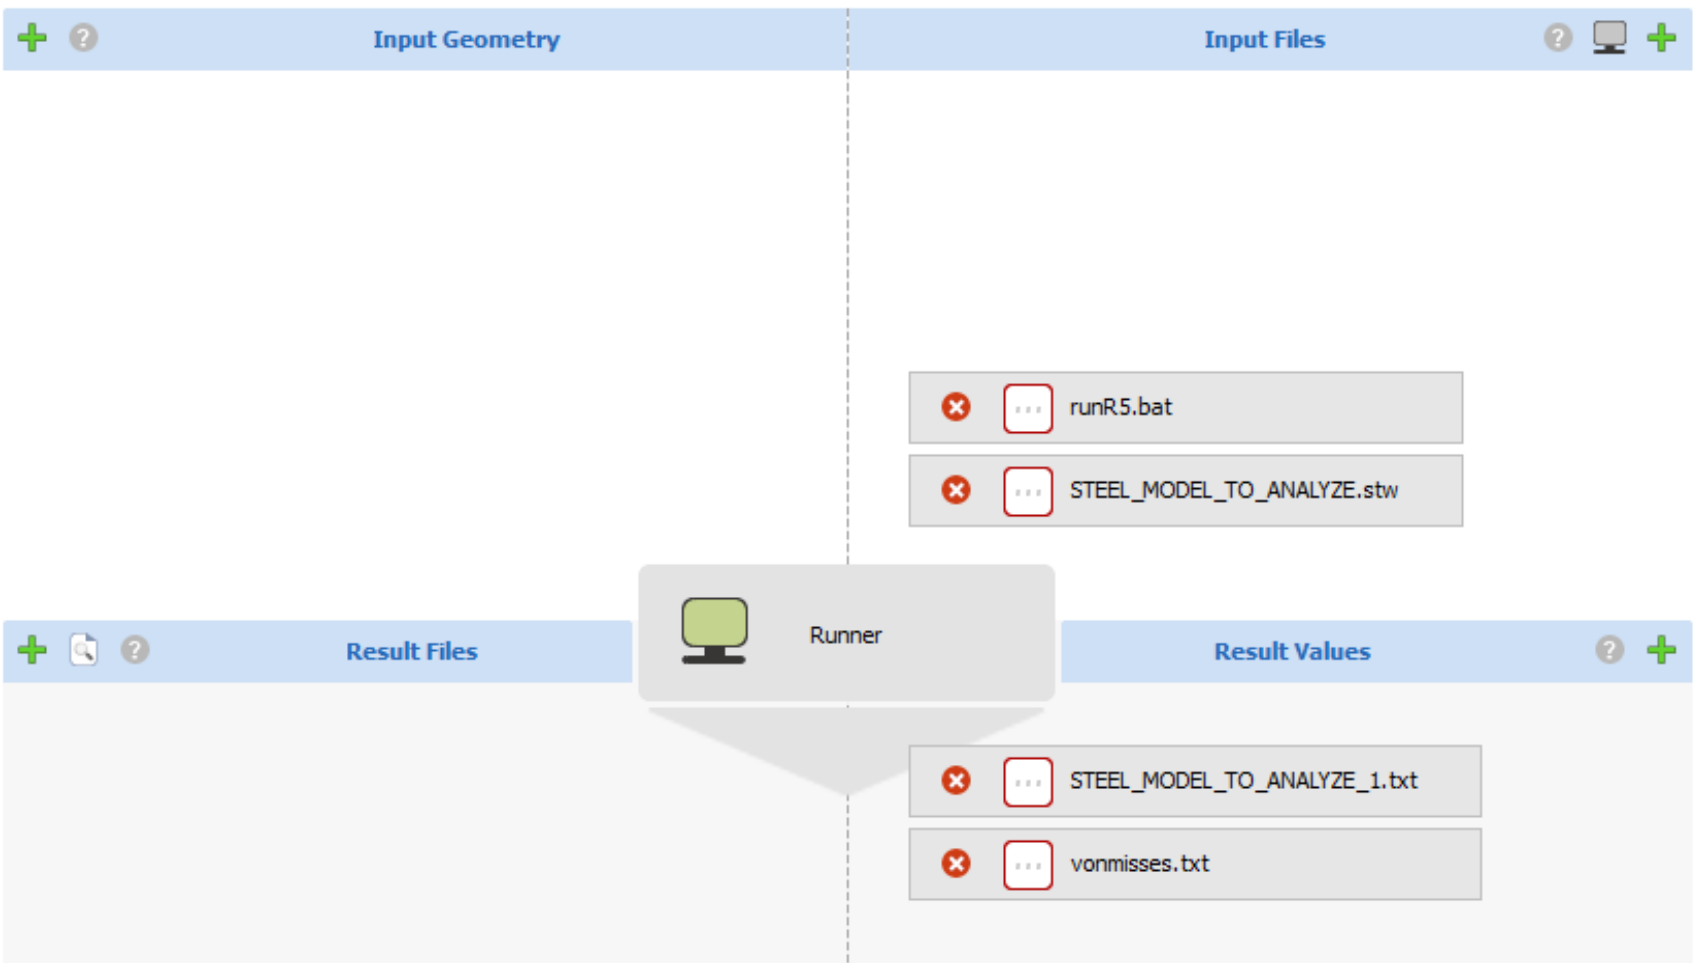 Input Geometry
Input Files
runR5.bat
STEEL_MODEL_TO_ANALYZE.stw
Runner
Result Files
Result Values
STEEL_MODEL_TO_ANALYZE_1.txt
vonmisses.txt